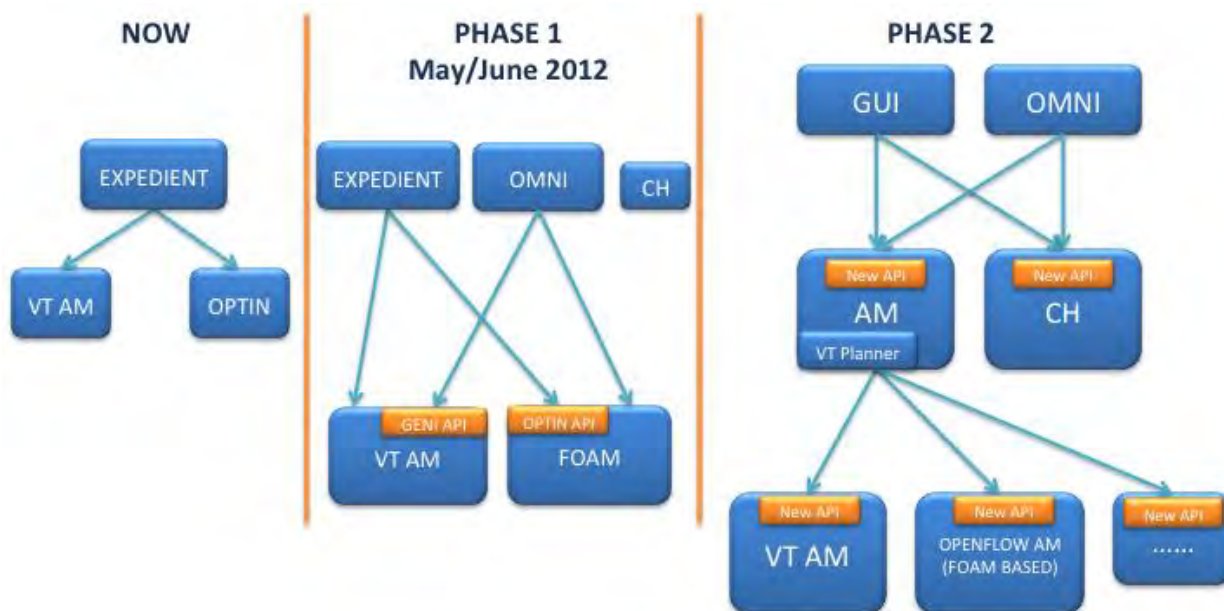 NOW
EXPEDIENT
VT AM
OPTIN
PHASE 1
May/June 2012
EXPEDIENT
OMNI
CH
GENI API
VT AM
OPTIN API
FOAM
PHASE 2
GUI
OMNI
New API
AM
VT Planner
New API
CH
New API
VT AM
New API
OPENFLOW AM
(FOAM BASED)
New API
......